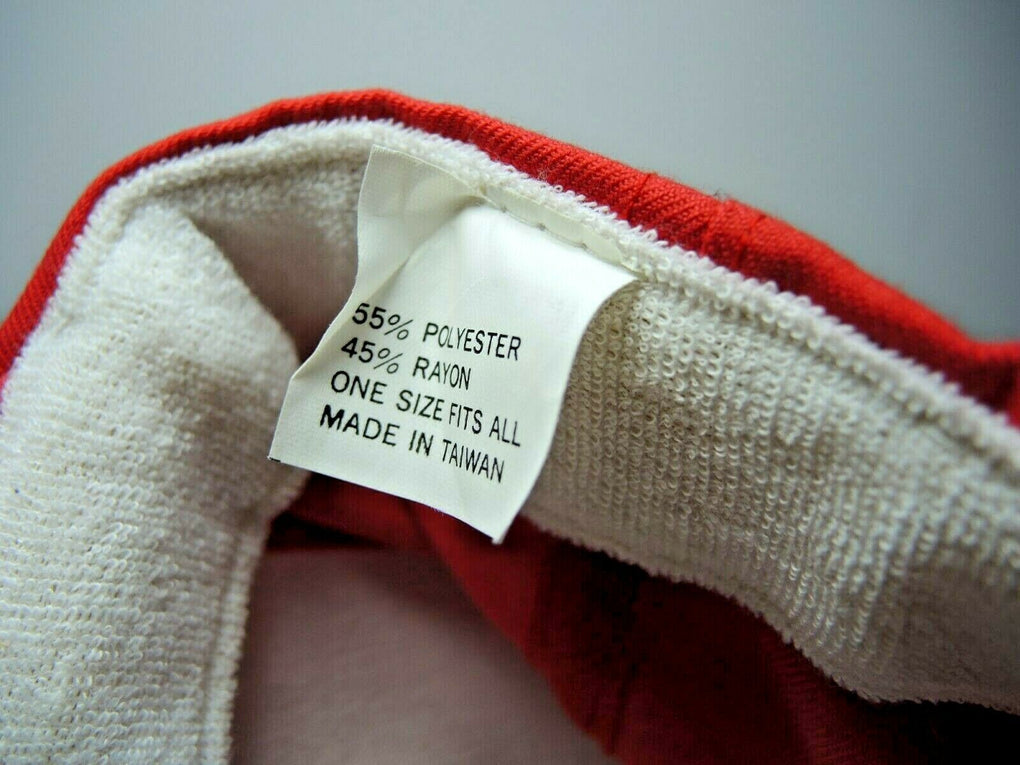 55% POLYESTER
45% RAYON
ONE SIZE FITS ALL
MADE IN TAIWAN